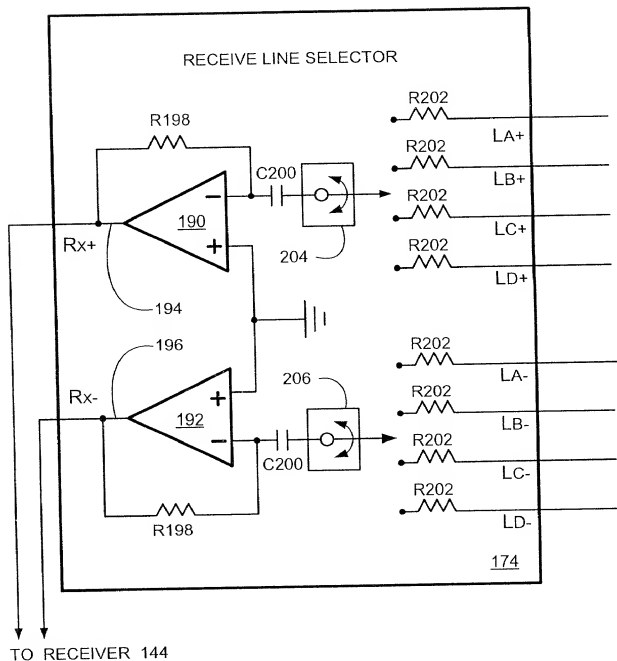 RECEIVE LINE SELECTOR
R202
LA+
R198
R202
LB+
C200
R202
190
LC+
Rx+
204
R202
LD+
194
196
R202
LA-
206
R202
Rx-
LB-
192
R202
C200
LC-
R202
R198
LD-
174
TO RECEIVER 144